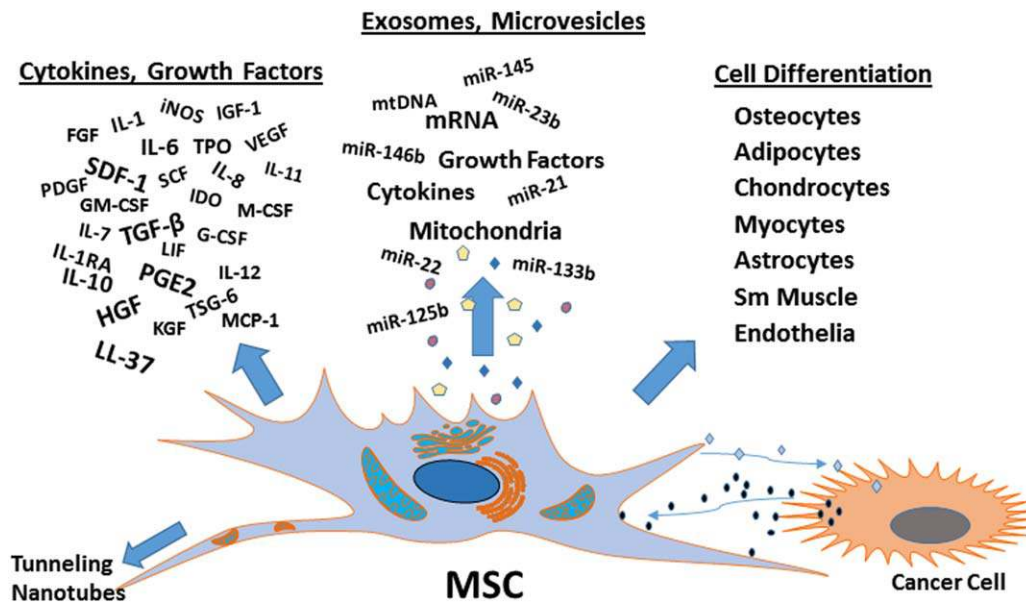 Exosomes, Microvesicles
Cytokines, Growth Factors
FGF IL-1 iNOS IGF-1
IL-6 TPO VEGF
SDF-1 SCF IL-8 IL-11
PDGF GM-CSF IDO M-CSF
IL-7 TGF-β G-CSF
LIF
IL-1RA
IL-10 PGE2 IL-12
HGF TSG-6
KGF MCP-1
LL-37
miR-145
mtDNA miR-23b
mRNA
miR-146b Growth Factors
Cytokines miR-21
Mitochondria
miR-22 miR-133b
miR-125b
Cell Differentiation
Osteocytes
Adipocytes
Chondrocytes
Myocytes
Astrocytes
Sm Muscle
Endothelia
Tunneling
Nanotubes
MSC
Cancer Cell